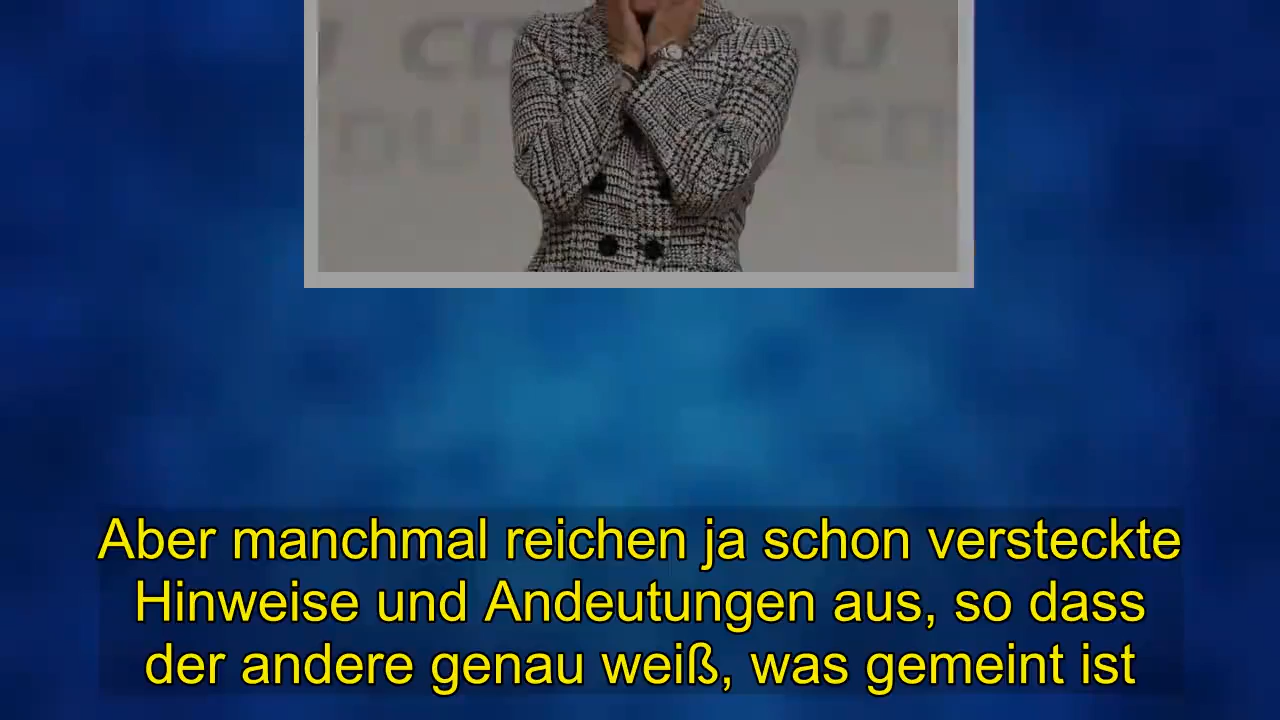 CDU
Aber manchmal reichen ja schon versteckte
Hinweise und Andeutungen aus, so dass
der andere genau weiß, was gemeint ist